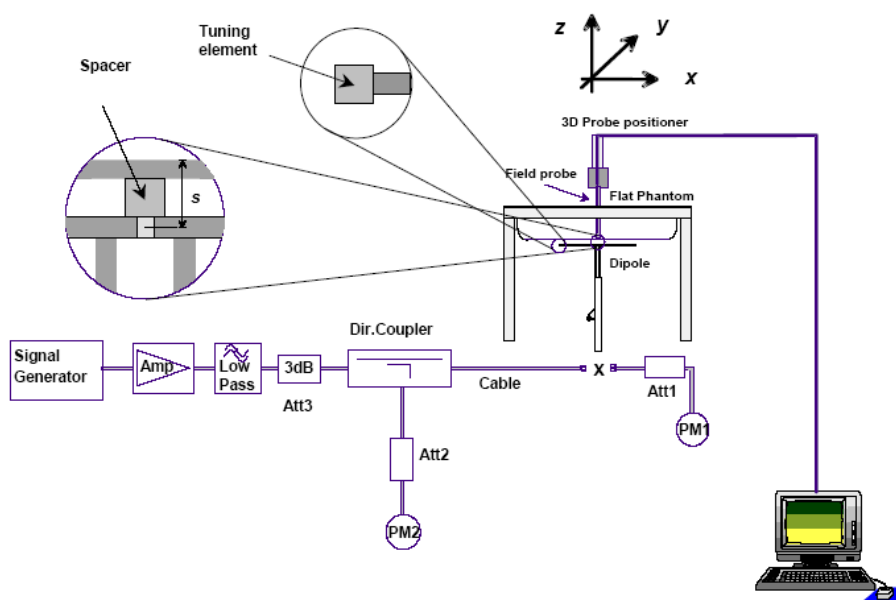 Tuning
element
Spacer
s
z
y
x
3D Probe positioner
Field probe
Flat Phantom
Dipole
Dir.Coupler
Signal
Generator
Amp
Low
Pass
3dB
Att3
Cable
X
Att1
PM1
Att2
PM2